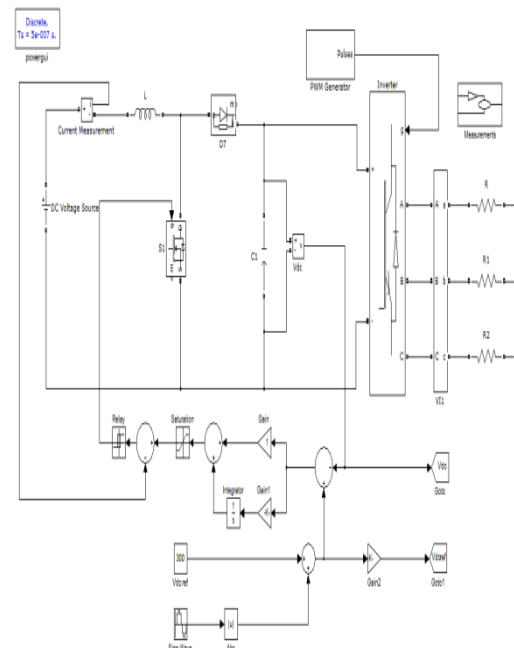 Discrete,
Ts = 5e-007 s.
powergui
Pulses
PWM Generator
Inverter
Measurements
L
Current Measurement
D7
DC Voltage Source
S1
C1
Vdc
g
A
B
C
A
B
C
a
b
c
VI1
R
R1
R2
Relay
Saturation
Gain
Integrator
1
s
Gain1
Vdc
Goto
300
Vdcref
Gain2
Vdcref
Goto1
|u|
Sine Wave
Abs